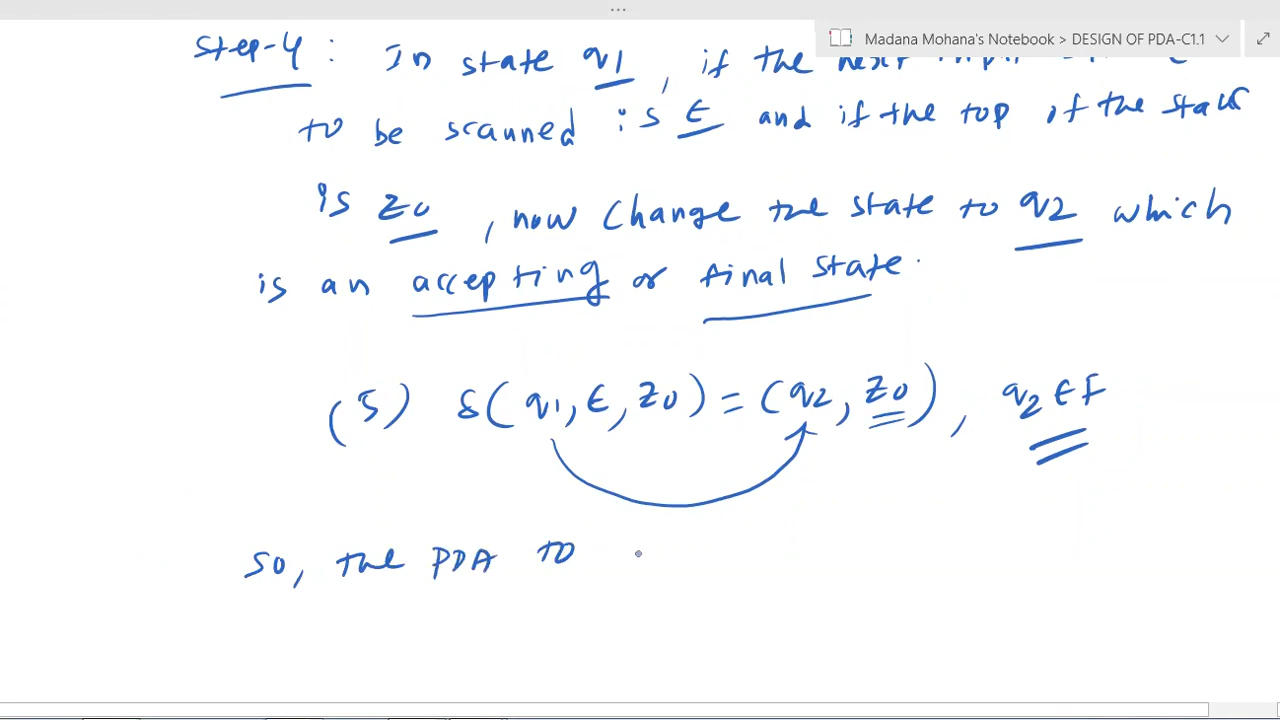 Madana Mohana's Notebook > DESIGN OF PDA-C1.1
Step-4 : In state q1, if the next
to be scanned is ε and if the top of the stack
is z0, now change the state to q2 which
is an accepting or final state.
(5) δ(q1, ε, z0) = (q2, z0), q2 ∈ F
So, the PDA to